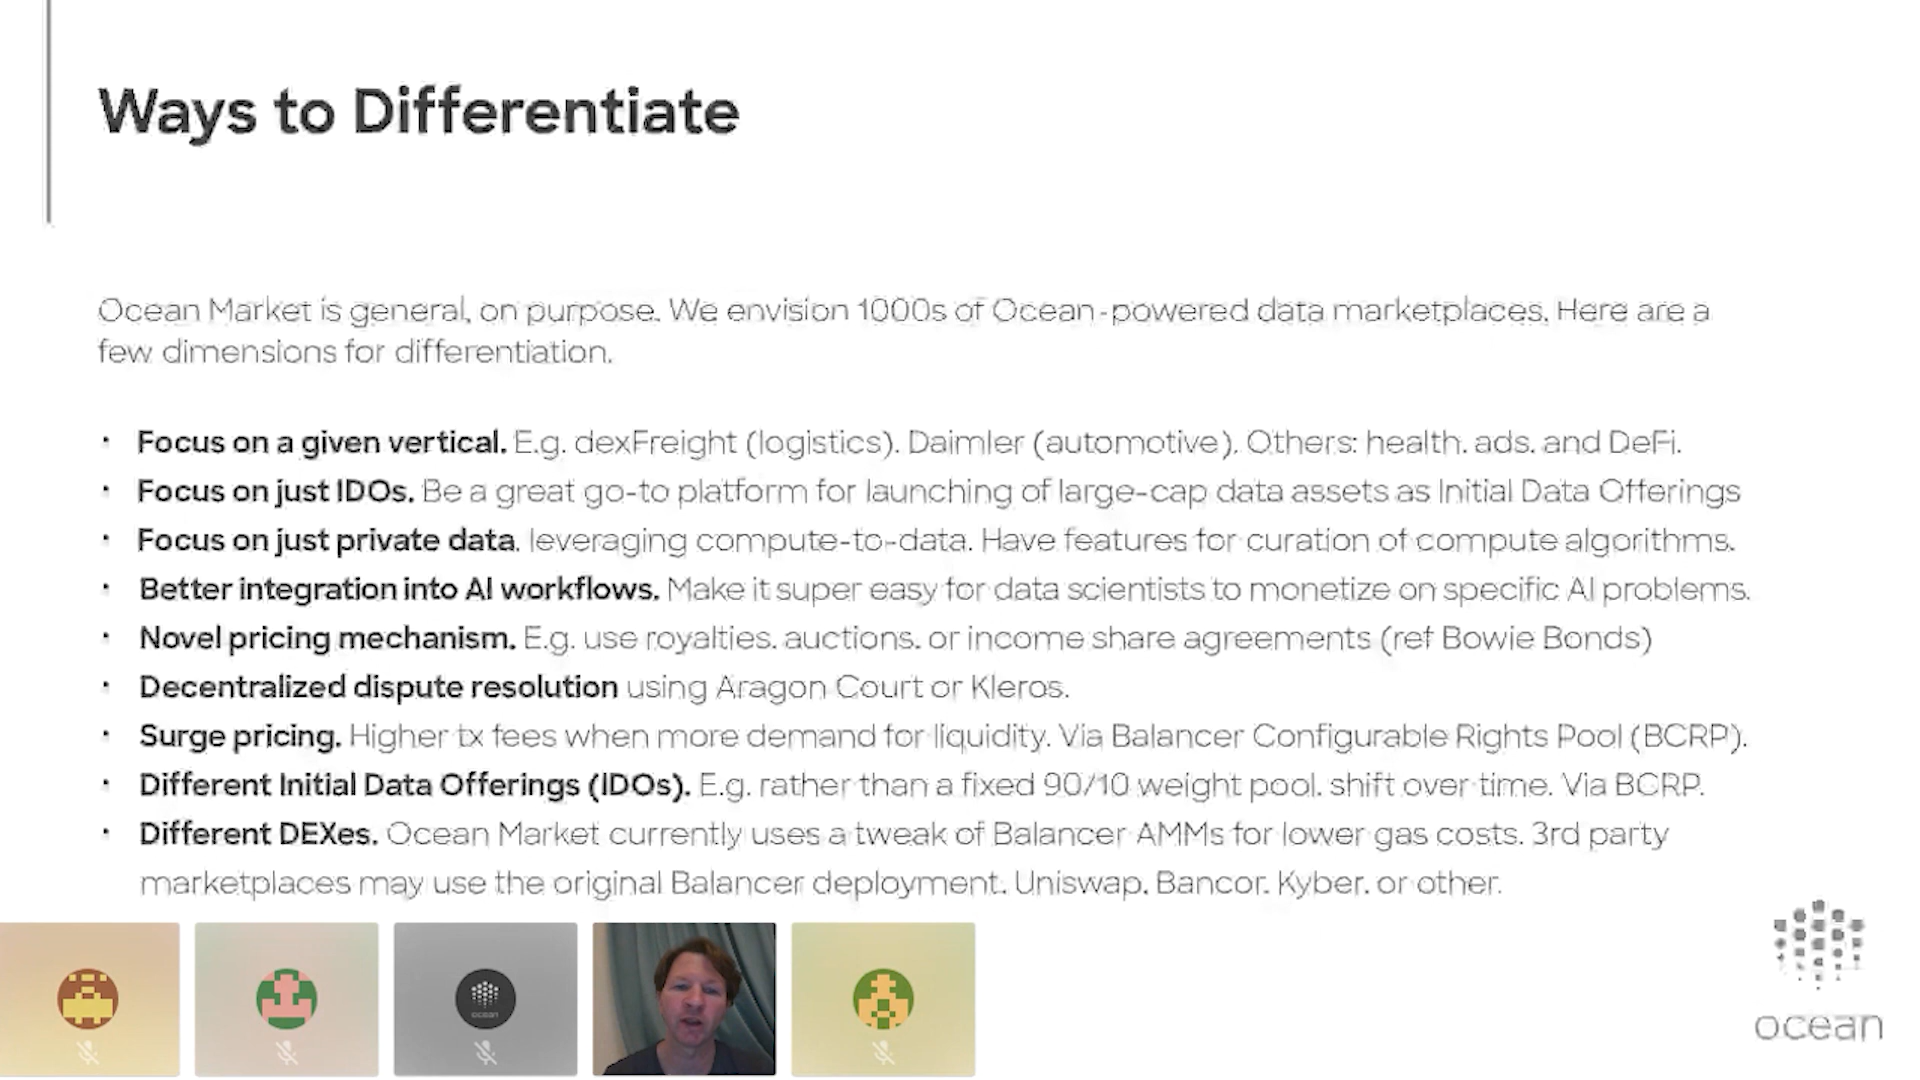 Ways to Differentiate
Ocean Market is general, on purpose. We envision 1000s of Ocean-powered data marketplaces. Here are a
few dimensions for differentiation.
· Focus on a given vertical. E.g. dexFreight (logistics). Daimler (automotive). Others: health. ads. and DeFi.
· Focus on just IDOs. Be a great go-to platform for launching of large-cap data assets as Initial Data Offerings
· Focus on just private data. leveraging compute-to-data. Have features for curation of compute algorithms.
· Better integration into AI workflows. Make it super easy for data scientists to monetize on specific AI problems.
· Novel pricing mechanism. E.g. use royalties. auctions. or income share agreements (ref Bowie Bonds)
· Decentralized dispute resolution using Aragon Court or Kleros.
· Surge pricing. Higher tx fees when more demand for liquidity. Via Balancer Configurable Rights Pool (BCRP).
· Different Initial Data Offerings (IDOs). E.g. rather than a fixed 90/10 weight pool. shift over time. Via BCRP.
· Different DEXes. Ocean Market currently uses a tweak of Balancer AMMs for lower gas costs. 3rd party
marketplaces may use the original Balancer deployment. Uniswap. Bancor. Kyber. or other.
ocean
ocean